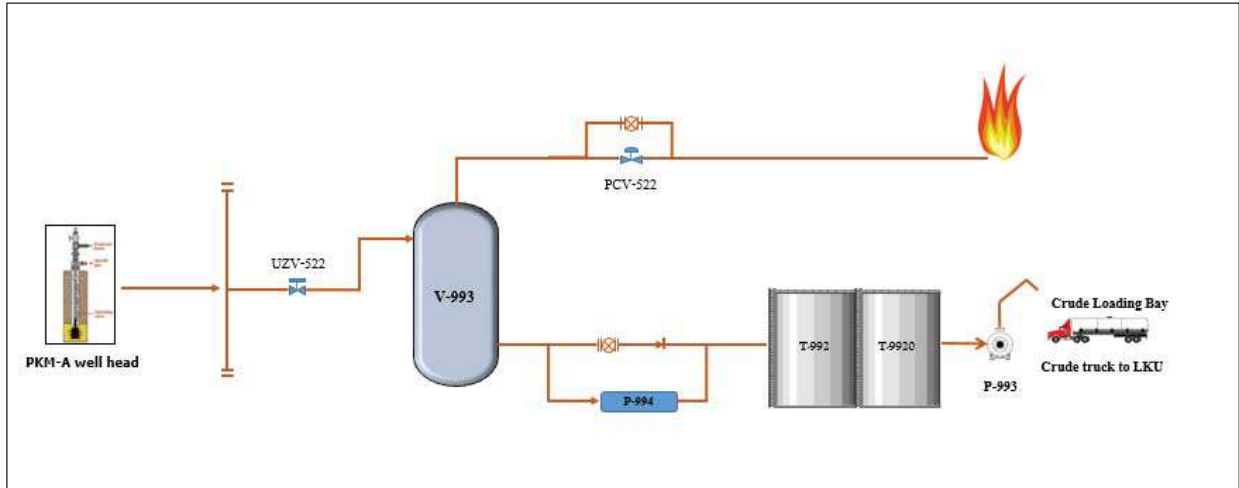 PCV-522
UZV-522
V-993
PKM-A well head
T-992
T-9920
P-994
P-993
Crude Loading Bay
Crude truck to LKU